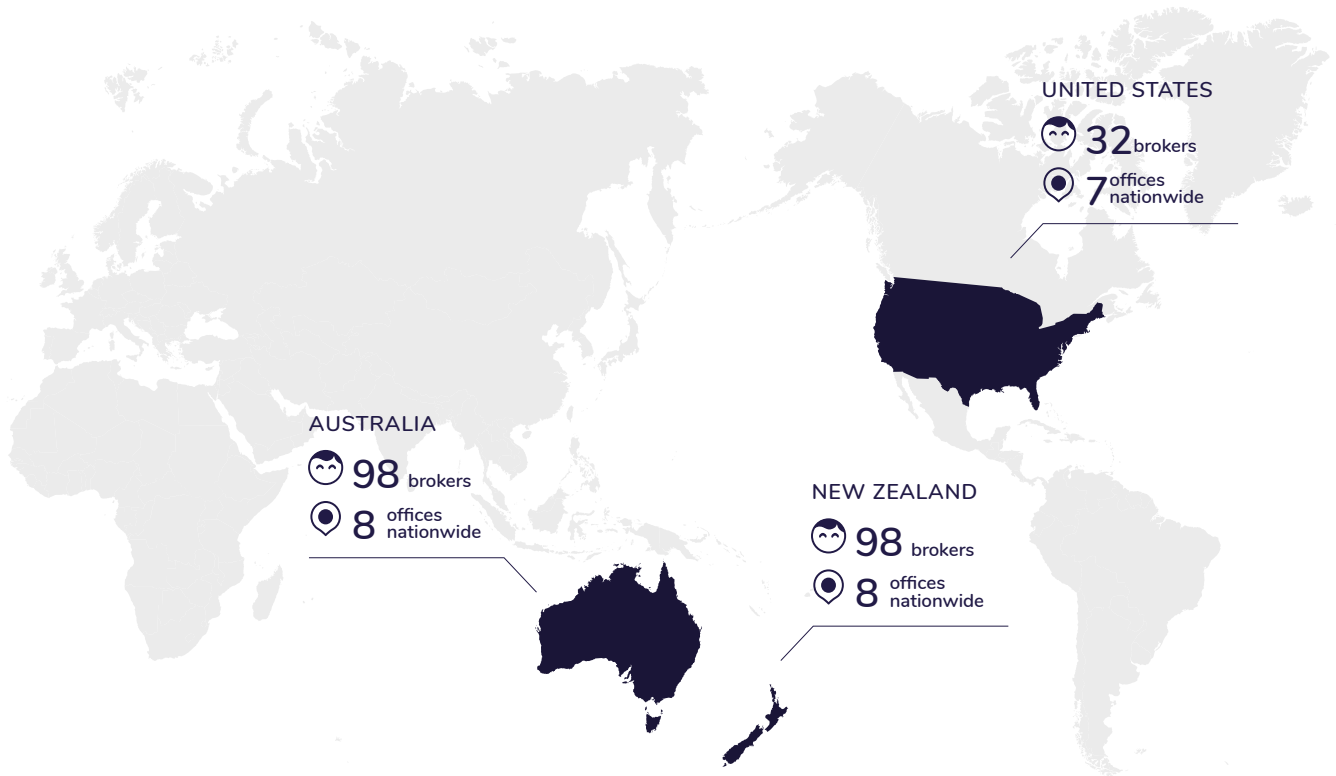 UNITED STATES
32 brokers
7 offices
nationwide
AUSTRALIA
98 brokers
8 offices
nationwide
NEW ZEALAND
98 brokers
8 offices
nationwide